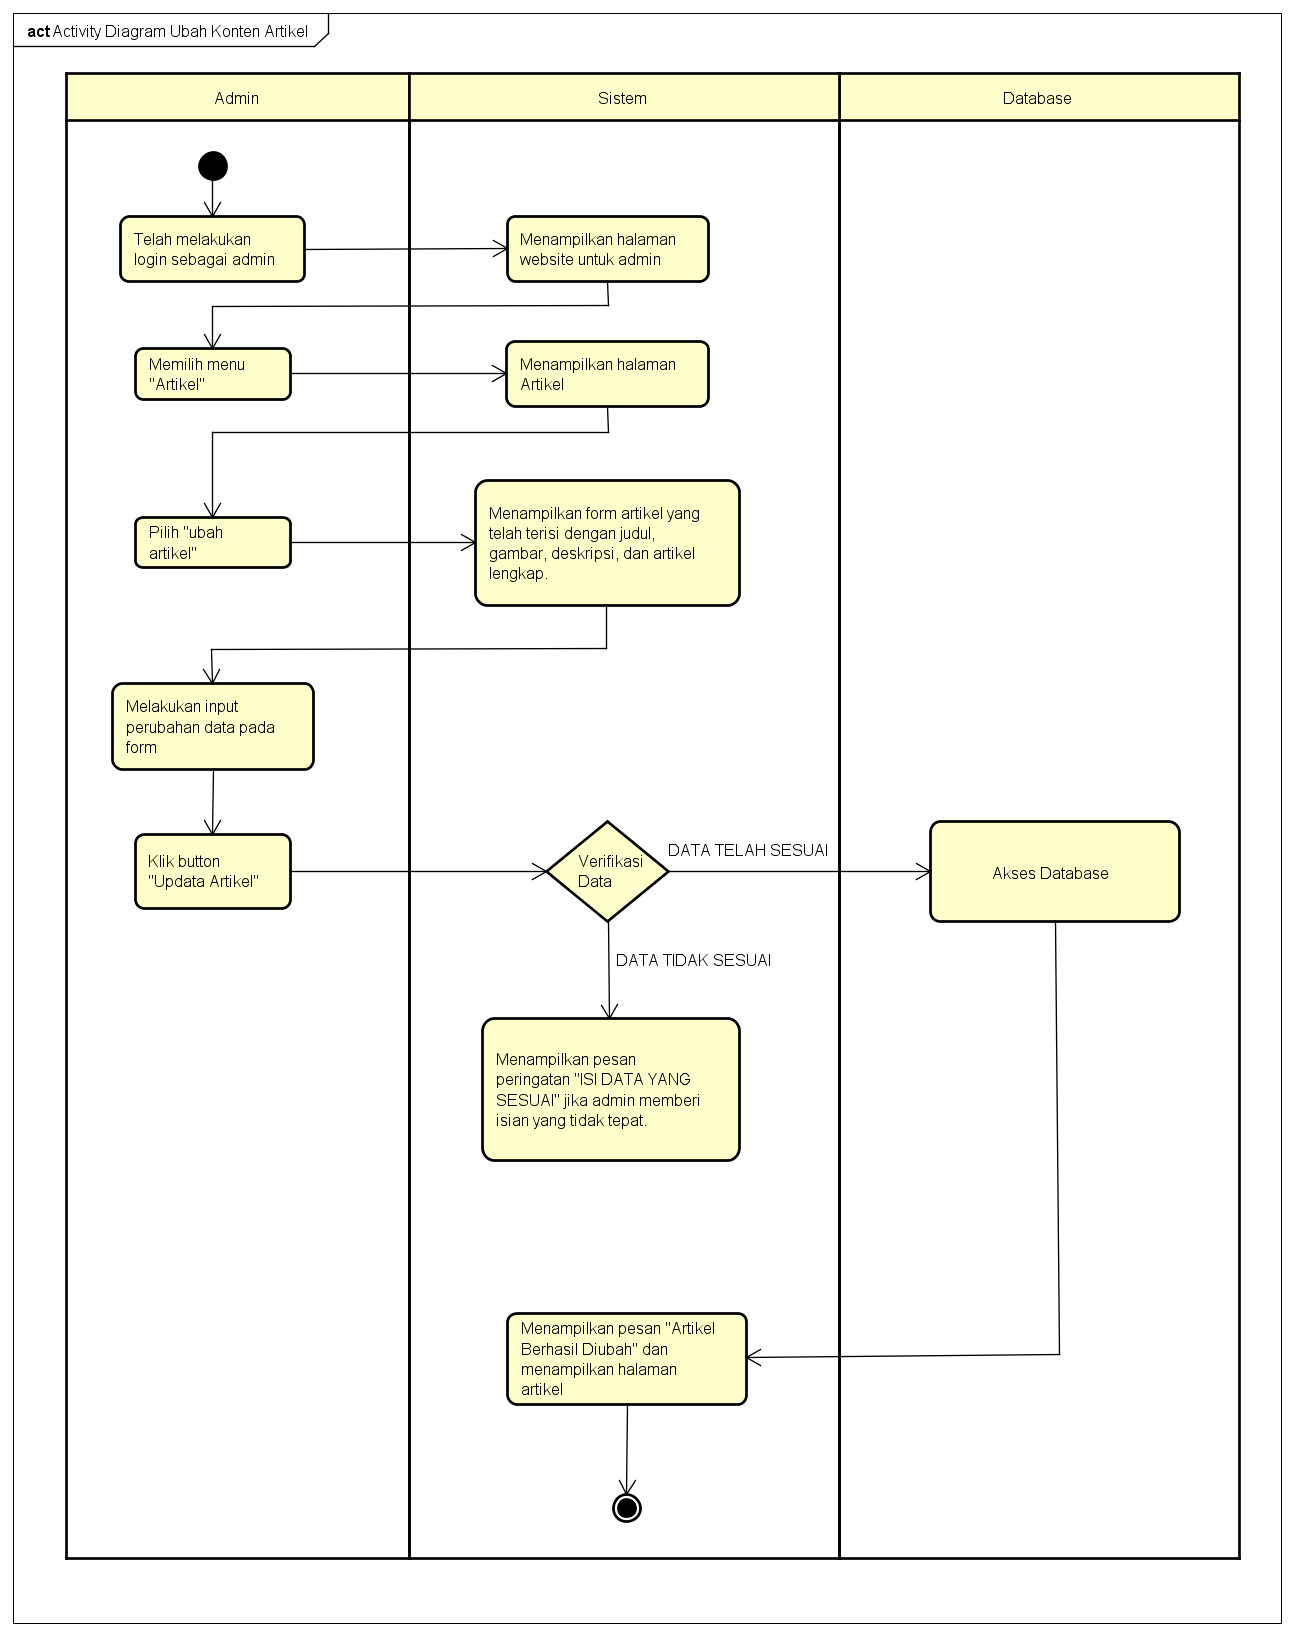 act Activity Diagram Ubah Konten Artikel
Admin
Sistem
Database
Telah melakukan
login sebagai admin
Menampilkan halaman
website untuk admin
Memilih menu
"Artikel"
Menampilkan halaman
Artikel
Pilih "ubah
artikel"
Menampilkan form artikel yang
telah terisi dengan judul,
gambar, deskripsi, dan artikel
lengkap.
Melakukan input
perubahan data pada
form
Klik button
"Updata Artikel"
Verifikasi
Data
DATA TELAH SESUAI
Akses Database
DATA TIDAK SESUAI
Menampilkan pesan
peringatan "ISI DATA YANG
SESUAI" jika admin memberi
isian yang tidak tepat.
Menampilkan pesan "Artikel
Berhasil Diubah" dan
menampilkan halaman
artikel